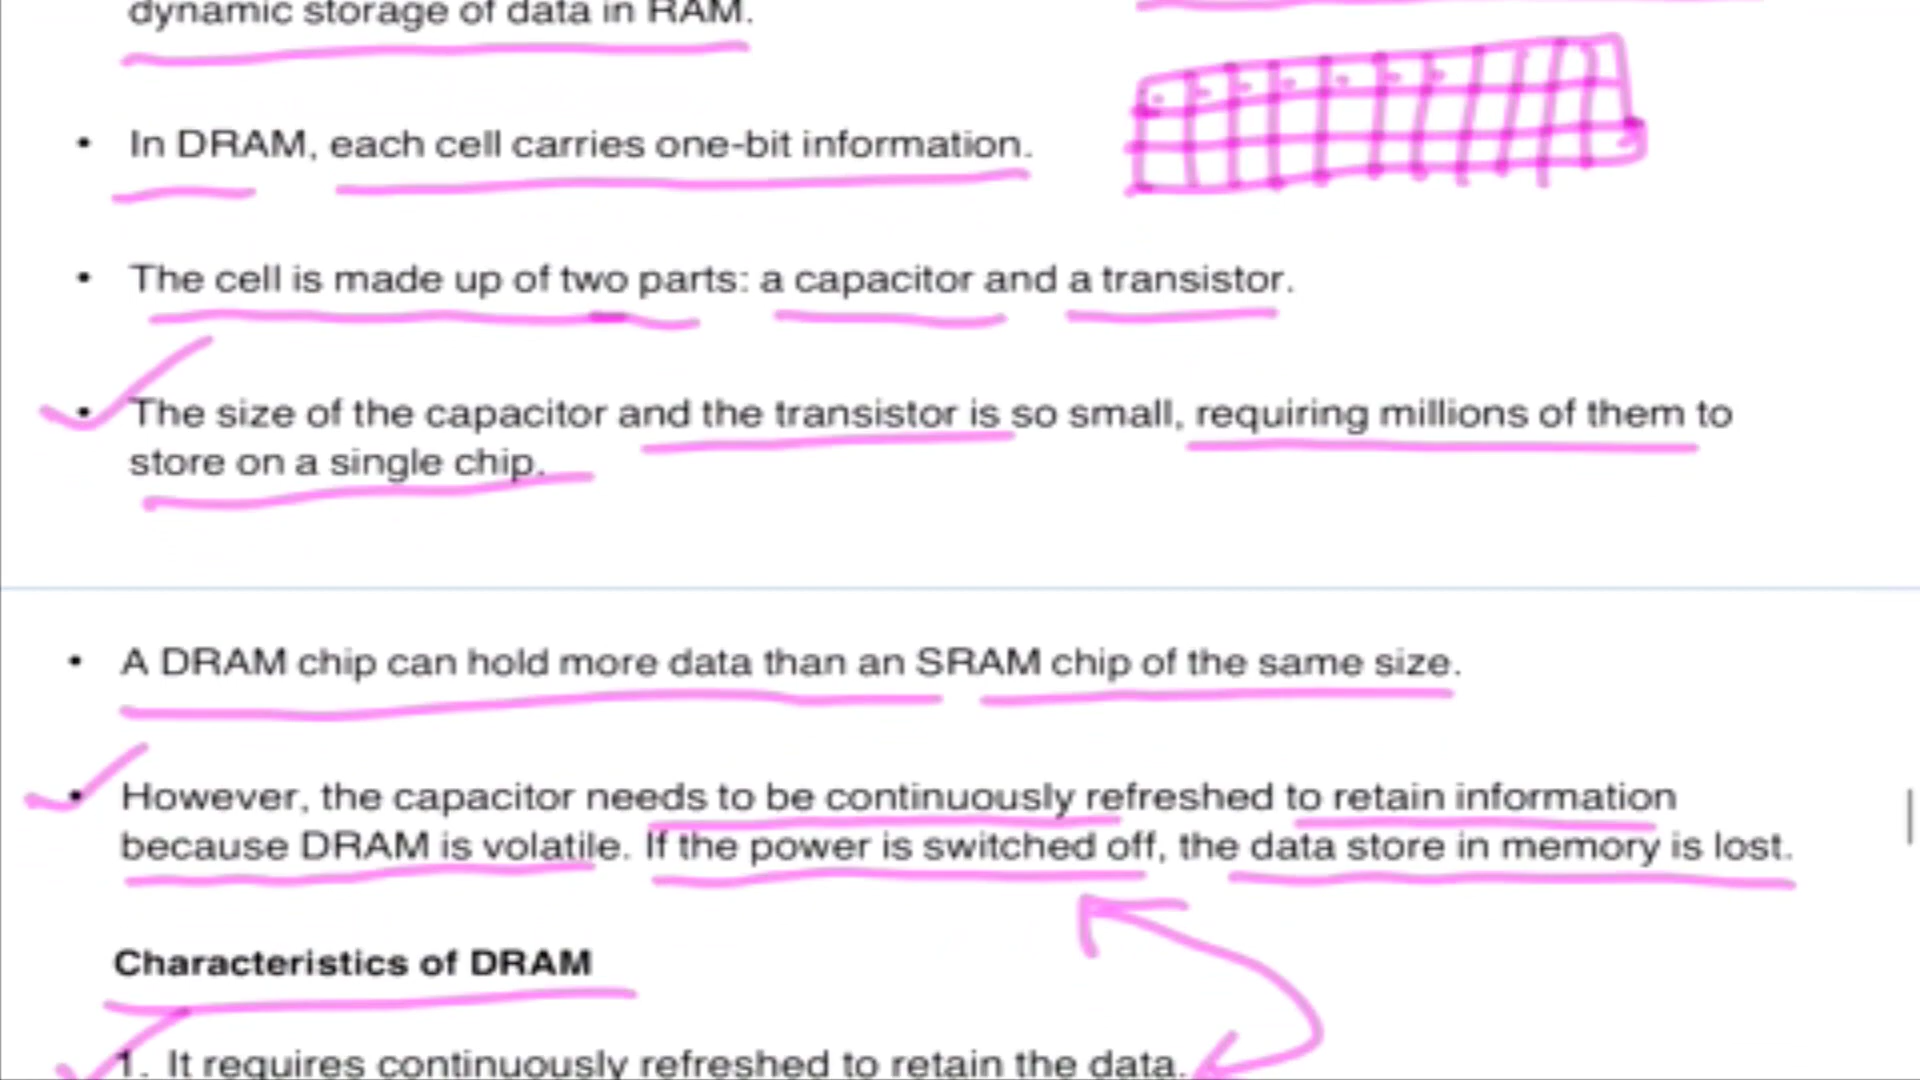 dynamic storage of data in RAM.
• In DRAM, each cell carries one-bit information.
• The cell is made up of two parts: a capacitor and a transistor.
• The size of the capacitor and the transistor is so small, requiring millions of them to
store on a single chip.
• A DRAM chip can hold more data than an SRAM chip of the same size.
• However, the capacitor needs to be continuously refreshed to retain information
because DRAM is volatile. If the power is switched off, the data store in memory is lost.
Characteristics of DRAM
1. It requires continuously refreshed to retain the data.